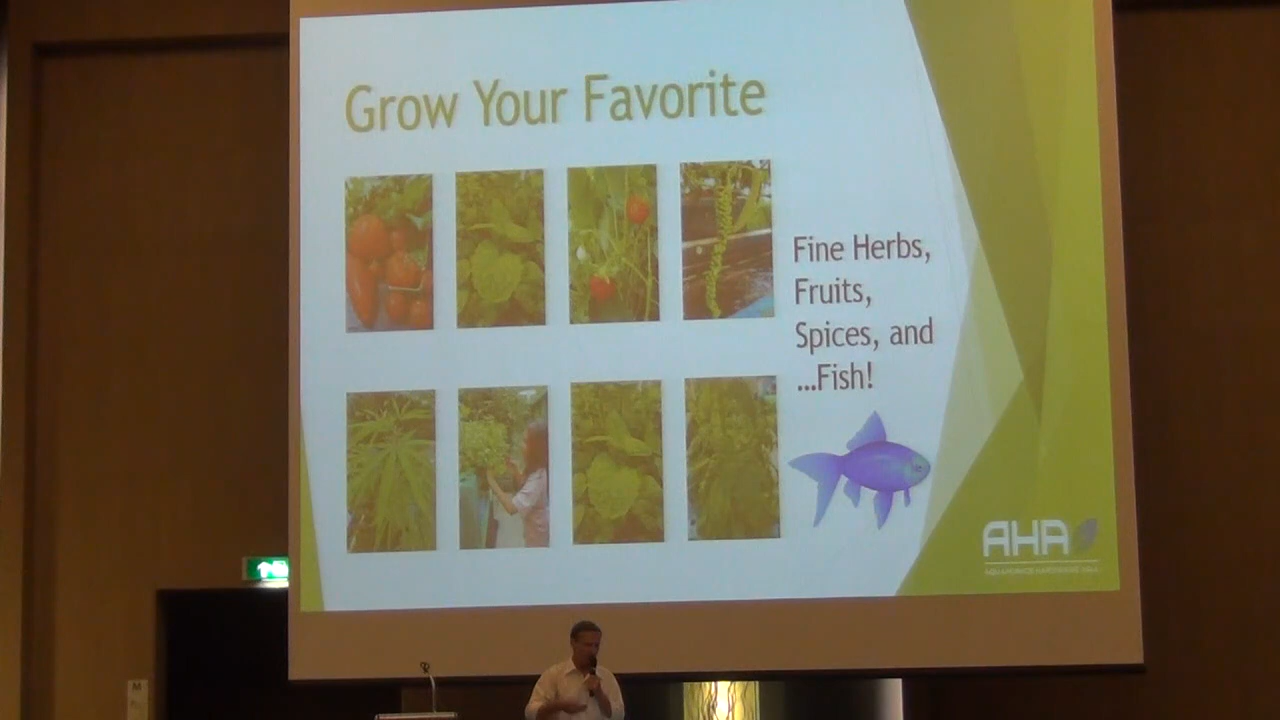 Grow Your Favorite
Fine Herbs,
Fruits,
Spices, and
...Fish!
AHA
M